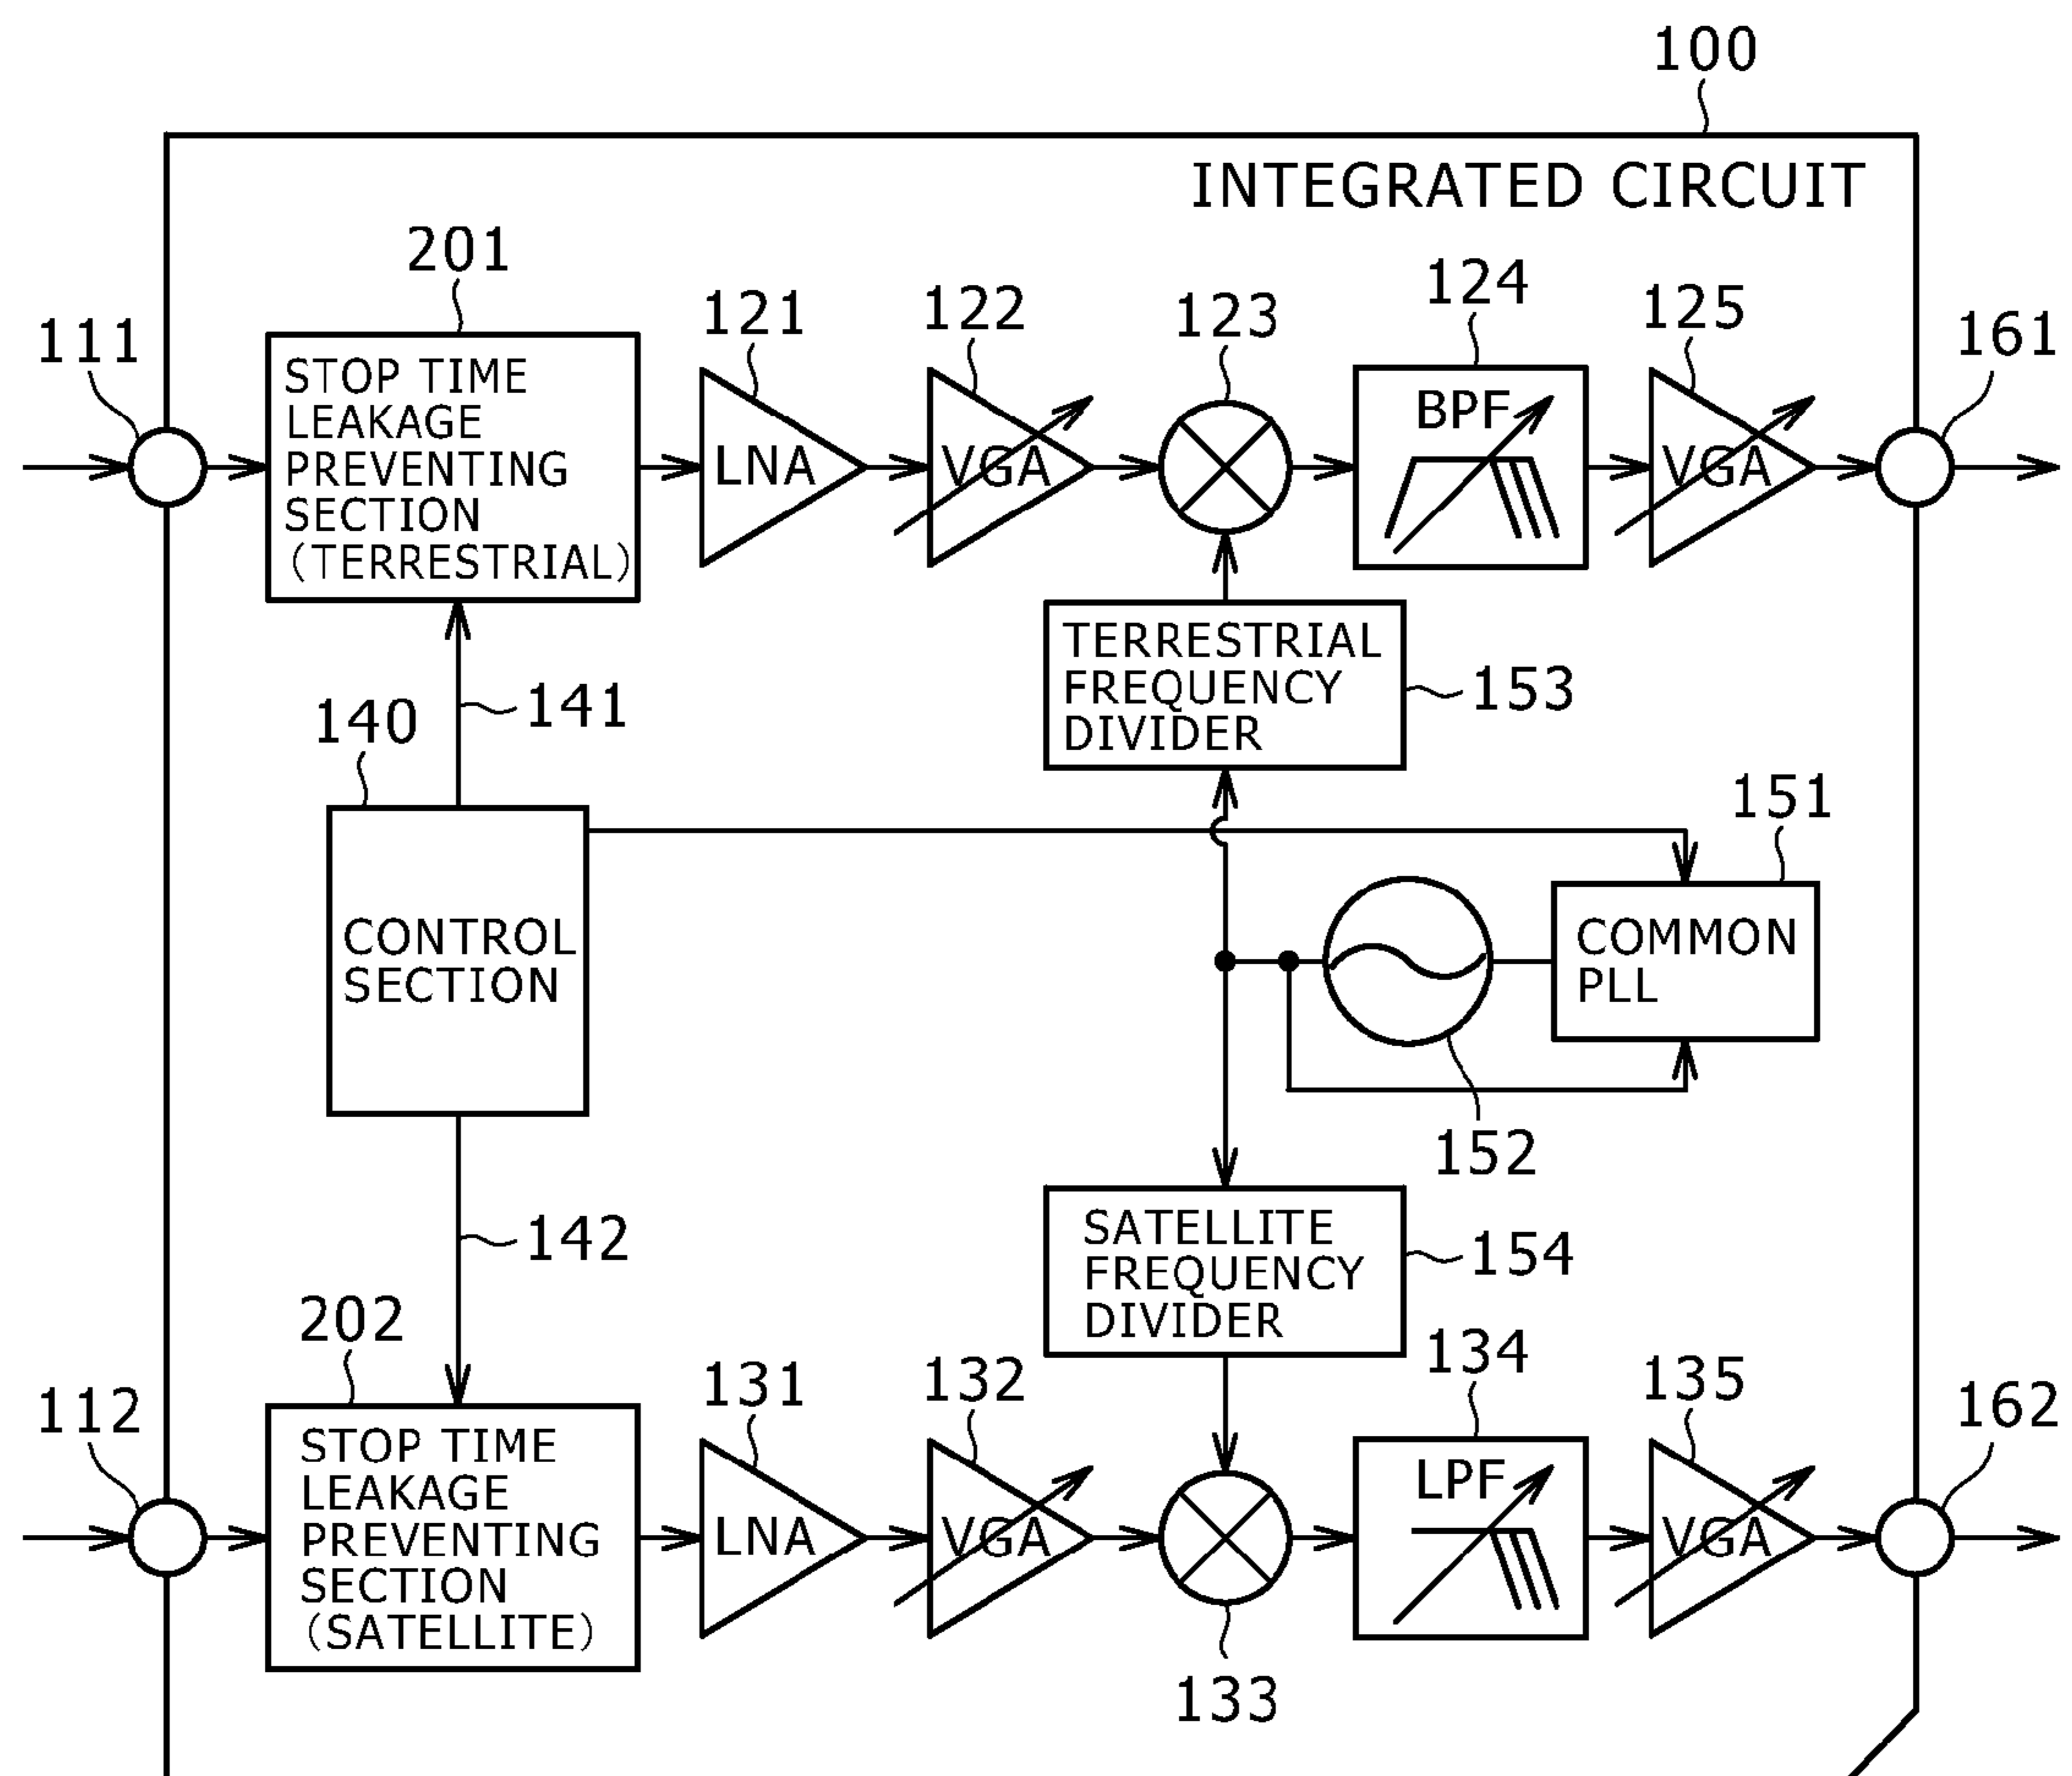 100
INTEGRATED CIRCUIT
201
111
STOP TIME
LEAKAGE
PREVENTING
SECTION
(TERRESTRIAL)
121
LNA
122
VGA
123
124
BPF
125
VGA
161
TERRESTRIAL
FREQUENCY
DIVIDER
153
141
140
CONTROL
SECTION
151
COMMON
PLL
152
142
SATELLITE
FREQUENCY
DIVIDER
154
202
112
STOP TIME
LEAKAGE
PREVENTING
SECTION
(SATELLITE)
131
LNA
132
VGA
133
134
LPF
135
VGA
162